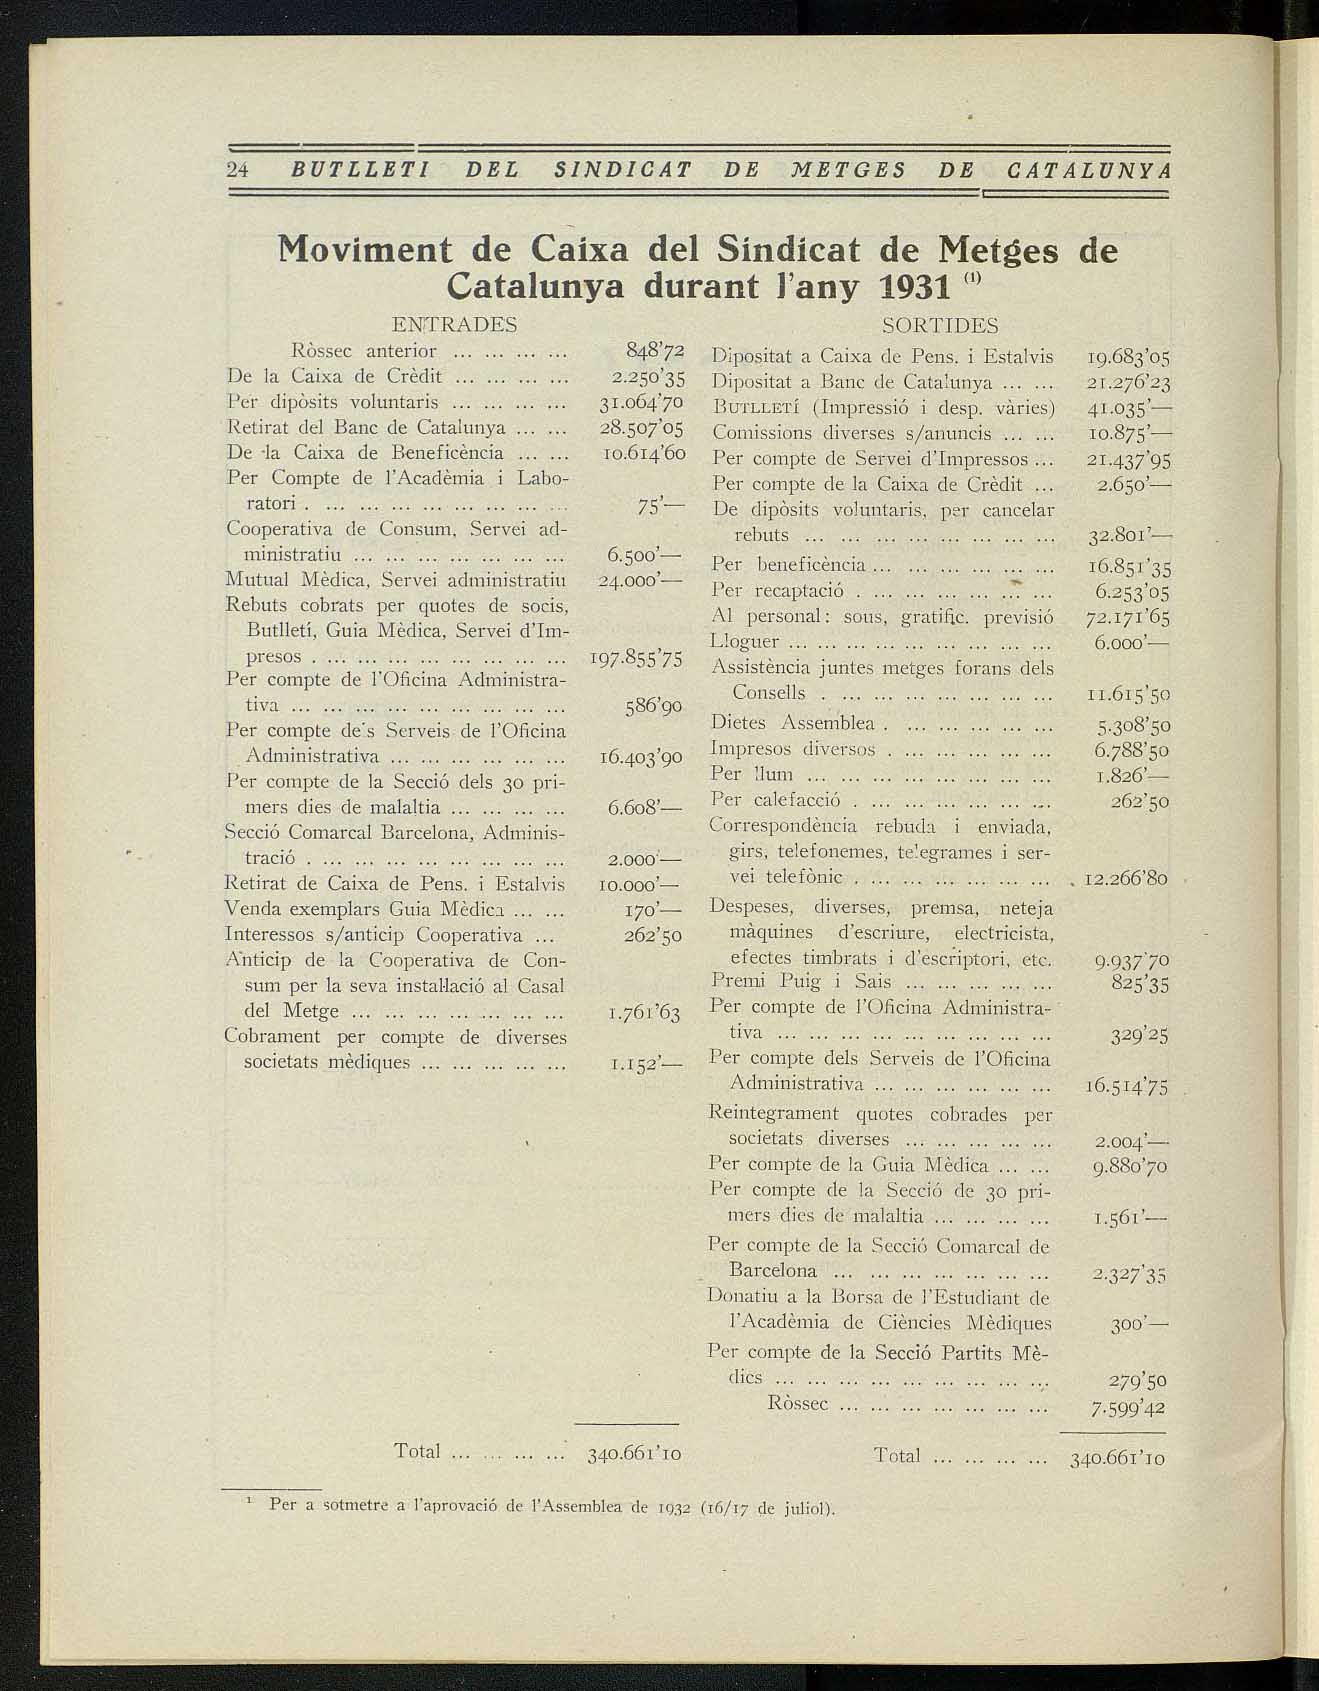 24 BUTLLETI DEL SINDICAT DE METGES DE CATALUNYA
Moviment de Caixa del Sindicat de Metges de
Catalunya durant l'any 1931 (1)
ENTRADES
Ròssec anterior ... ... ... ... 848'72
De la Caixa de Crèdit ... ... ... ... 2.250'35
Per dipòsits voluntaris ... ... ... ... 31.064'70
Retirat del Banc de Catalunya ... ... 28.507'05
De la Caixa de Beneficència ... ... 10.614'60
Per Compte de l'Acadèmia i Labo-
ratori . ... ... ... ... ... ... ... ... 75'—
Cooperativa de Consum, Servei ad-
ministratiu ... ... ... ... ... ... ... 6.500'—
Mutual Mèdica, Servei administratiu 24.000'—
Rebuts cobrats per quotes de socis,
Butlletí, Guia Mèdica, Servei d'Im-
presos . ... ... ... ... ... ... ... ... 197.855'75
Per compte de l'Oficina Administra-
tiva ... ... ... ... ... ... ... ... ... 586'90
Per compte de's Serveis de l'Oficina
Administrativa ... ... ... ... ... ... 16.403'90
Per compte de la Secció dels 30 pri-
mers dies de malaltia ... ... ... ... 6.608'—
Secció Comarcal Barcelona, Adminis-
tració . ... ... ... ... ... ... ... ... 2.000'—
Retirat de Caixa de Pens. i Estalvis 10.000'—
Venda exemplars Guia Mèdica ... ... 170'—
Interessos s/anticip Cooperativa ... 262'50
Anticip de la Cooperativa de Con-
sum per la seva instal·lació al Casal
del Metge ... ... ... ... ... ... ... 1.761'63
Cobrament per compte de diverses
societats mèdiques ... ... ... ... ... 1.152'—
Total ... ... ... ... 340.661'10
SORTIDES
Dipositat a Caixa de Pens. i Estalvis 19.683'05
Dipositat a Banc de Catalunya ... ... 21.276'23
BUTLLETÍ (Impressió i desp. vàries) 41.035'—
Comissions diverses s/anuncis ... ... 10.875'—
Per compte de Servei d'Impressos ... 21.437'95
Per compte de la Caixa de Crèdit ... 2.650'—
De dipòsits voluntaris, per cancelar
rebuts ... ... ... ... ... ... ... ... 32.801'—
Per beneficència ... ... ... ... ... ... 16.851'35
Per recaptació . ... ... ... ... ... ... 6.253'05
Al personal: sous, gratific. previsió 72.171'65
Lloguer ... ... ... ... ... ... ... ... ... 6.000'—
Assistència juntes metges forans dels
Consells . ... ... ... ... ... ... ... 11.615'50
Dietes Assemblea . ... ... ... ... ... 5.308'50
Impresos diversos . ... ... ... ... ... 6.788'50
Per llum ... ... ... ... ... ... ... ... 1.826'—
Per calefacció . ... ... ... ... ... ... 262'50
Correspondència rebuda i enviada,
girs, telefonemes, telegrames i ser-
vei telefònic . ... ... ... ... ... ... 12.266'80
Despeses, diverses, premsa, neteja
màquines d'escriure, electricista,
efectes timbrats i d'escriptori, etc. 9.937'70
Premi Puig i Sais ... ... ... ... ... 825'35
Per compte de l'Oficina Administra-
tiva ... ... ... ... ... ... ... ... ... 329'25
Per compte dels Serveis de l'Oficina
Administrativa ... ... ... ... ... ... 16.514'75
Reintegrament quotes cobrades per
societats diverses ... ... ... ... ... 2.004'—
Per compte de la Guia Mèdica ... ... 9.880'70
Per compte de la Secció de 30 pri-
mers dies de malaltia ... ... ... ... 1.561'—
Per compte de la Secció Comarcal de
Barcelona ... ... ... ... ... ... ... 2.327'35
Donatiu a la Borsa de l'Estudiant de
l'Acadèmia de Ciències Mèdiques 300'—
Per compte de la Secció Partits Mè-
dics ... ... ... ... ... ... ... ... ... 279'50
Ròssec ... ... ... ... ... ... ... 7.599'42
Total ... ... ... ... 340.661'10
1 Per a sotmetre a l'aprovació de l'Assemblea de 1932 (16/17 de juliol).